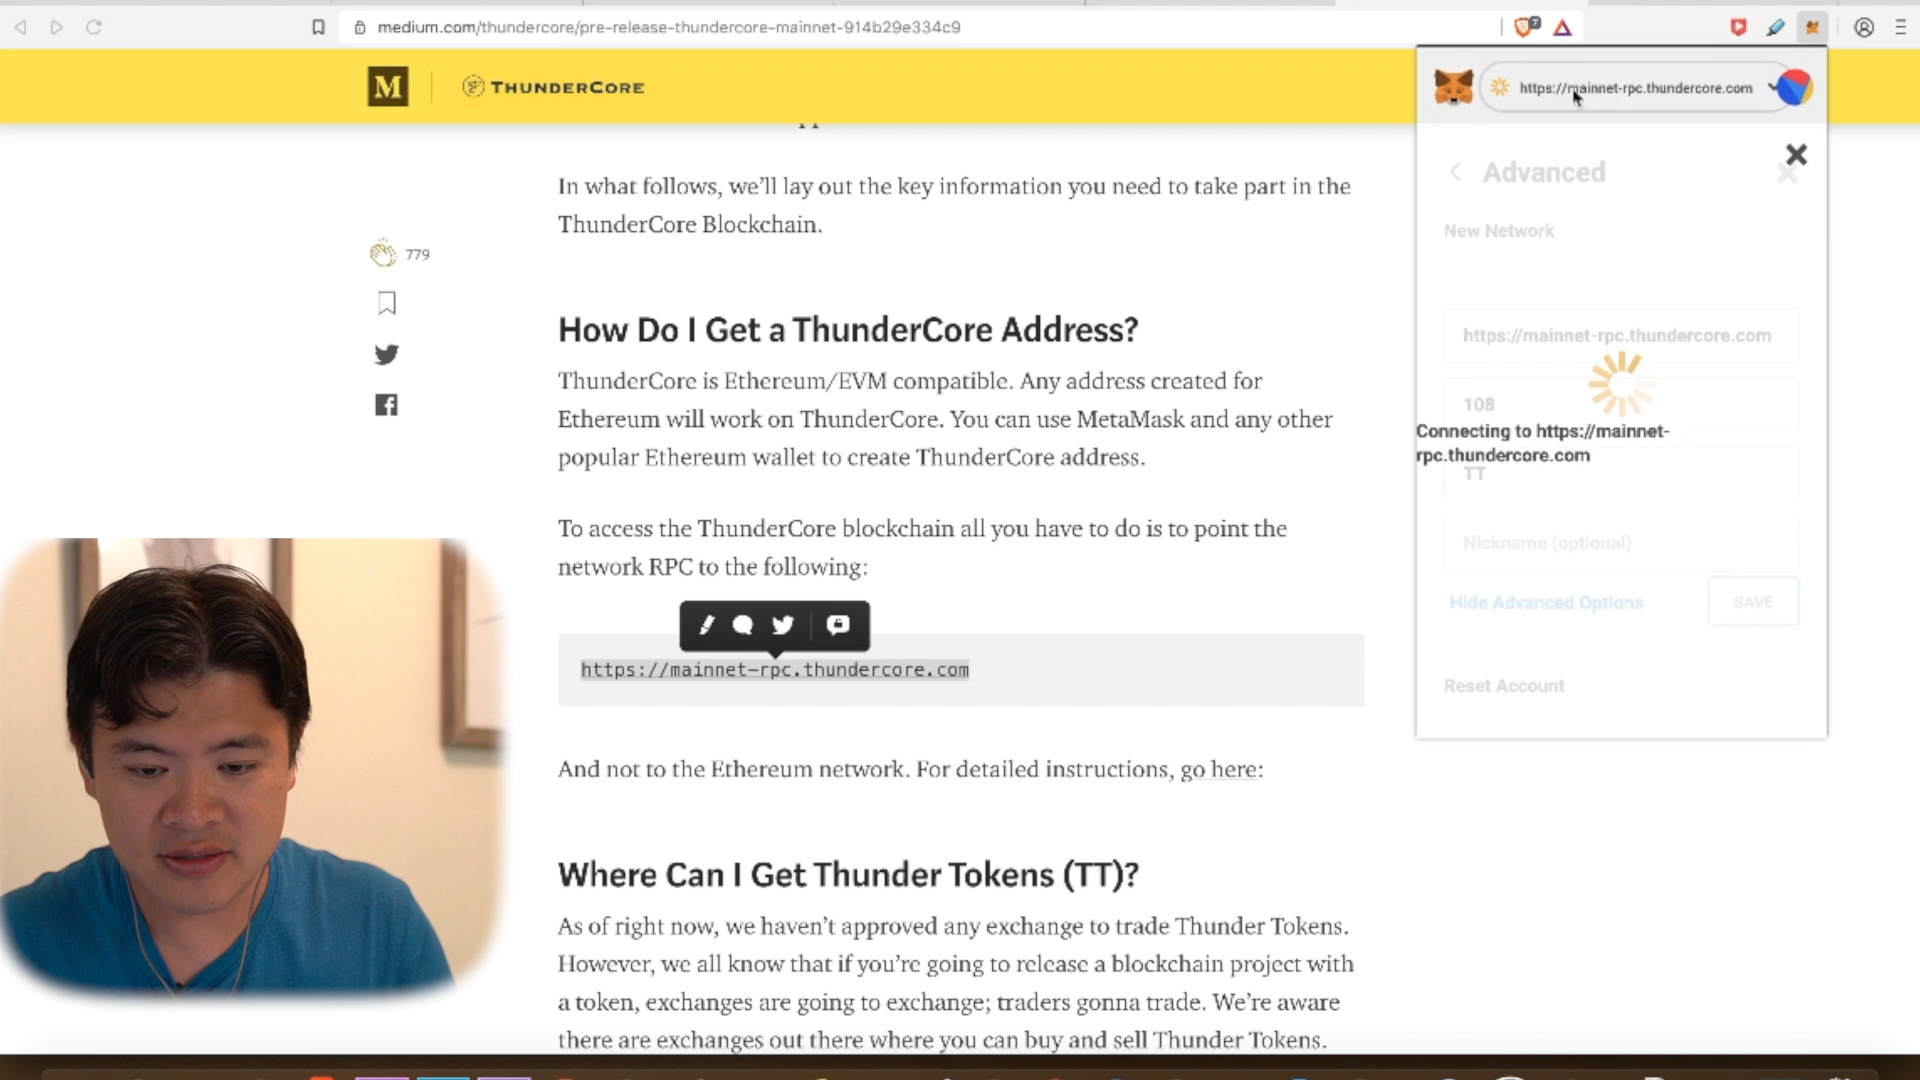 medium.com/thundercore/pre-release-thundercore-mainnet-914b29e334c9
M
THUNDERCORE
In what follows, we’ll lay out the key information you need to take part in the
ThunderCore Blockchain.
779
How Do I Get a ThunderCore Address?
ThunderCore is Ethereum/EVM compatible. Any address created for
Ethereum will work on ThunderCore. You can use MetaMask and any other
popular Ethereum wallet to create ThunderCore address.
To access the ThunderCore blockchain all you have to do is to point the
network RPC to the following:
https://mainnet-rpc.thundercore.com
And not to the Ethereum network. For detailed instructions, go here:
Where Can I Get Thunder Tokens (TT)?
As of right now, we haven’t approved any exchange to trade Thunder Tokens.
However, we all know that if you’re going to release a blockchain project with
a token, exchanges are going to exchange; traders gonna trade. We’re aware
there are exchanges out there where you can buy and sell Thunder Tokens.
https://mainnet-rpc.thundercore.com
Advanced
New Network
https://mainnet-rpc.thundercore.com
108
Connecting to https://mainnet-
rpc.thundercore.com
TT
Nickname (optional)
Hide Advanced Options
SAVE
Reset Account